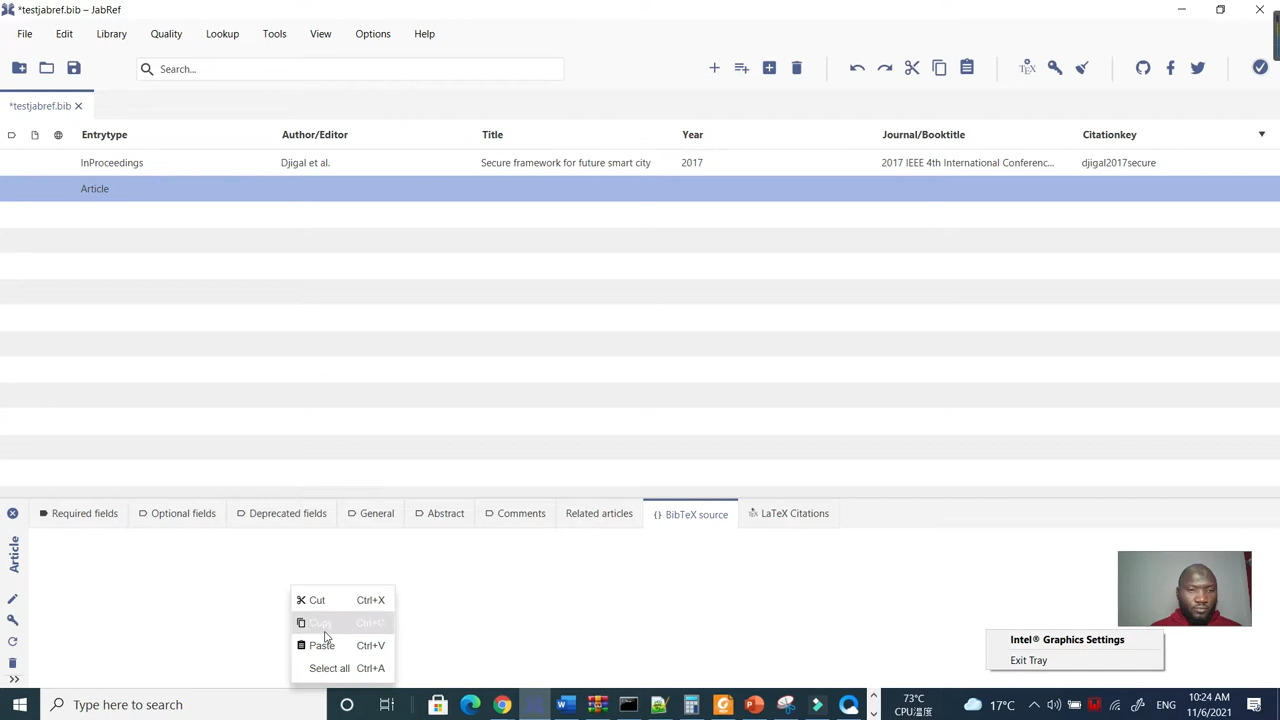 *testjabref.bib – JabRef
File Edit Library Quality Lookup Tools View Options Help
Search...
*testjabref.bib
Entrytype Author/Editor Title Year Journal/Booktitle Citationkey
InProceedings Djigal et al. Secure framework for future smart city 2017 2017 IEEE 4th International Conferenc... djigal2017secure
Article
Required fields Optional fields Deprecated fields General Abstract Comments Related articles {} BibTeX source LaTeX Citations
Article
Cut Ctrl+X
Copy Ctrl+C
Paste Ctrl+V
Select all Ctrl+A
Intel® Graphics Settings
Exit Tray
Type here to search
73°C
CPU温度
17°C
ENG
10:24 AM
11/6/2021